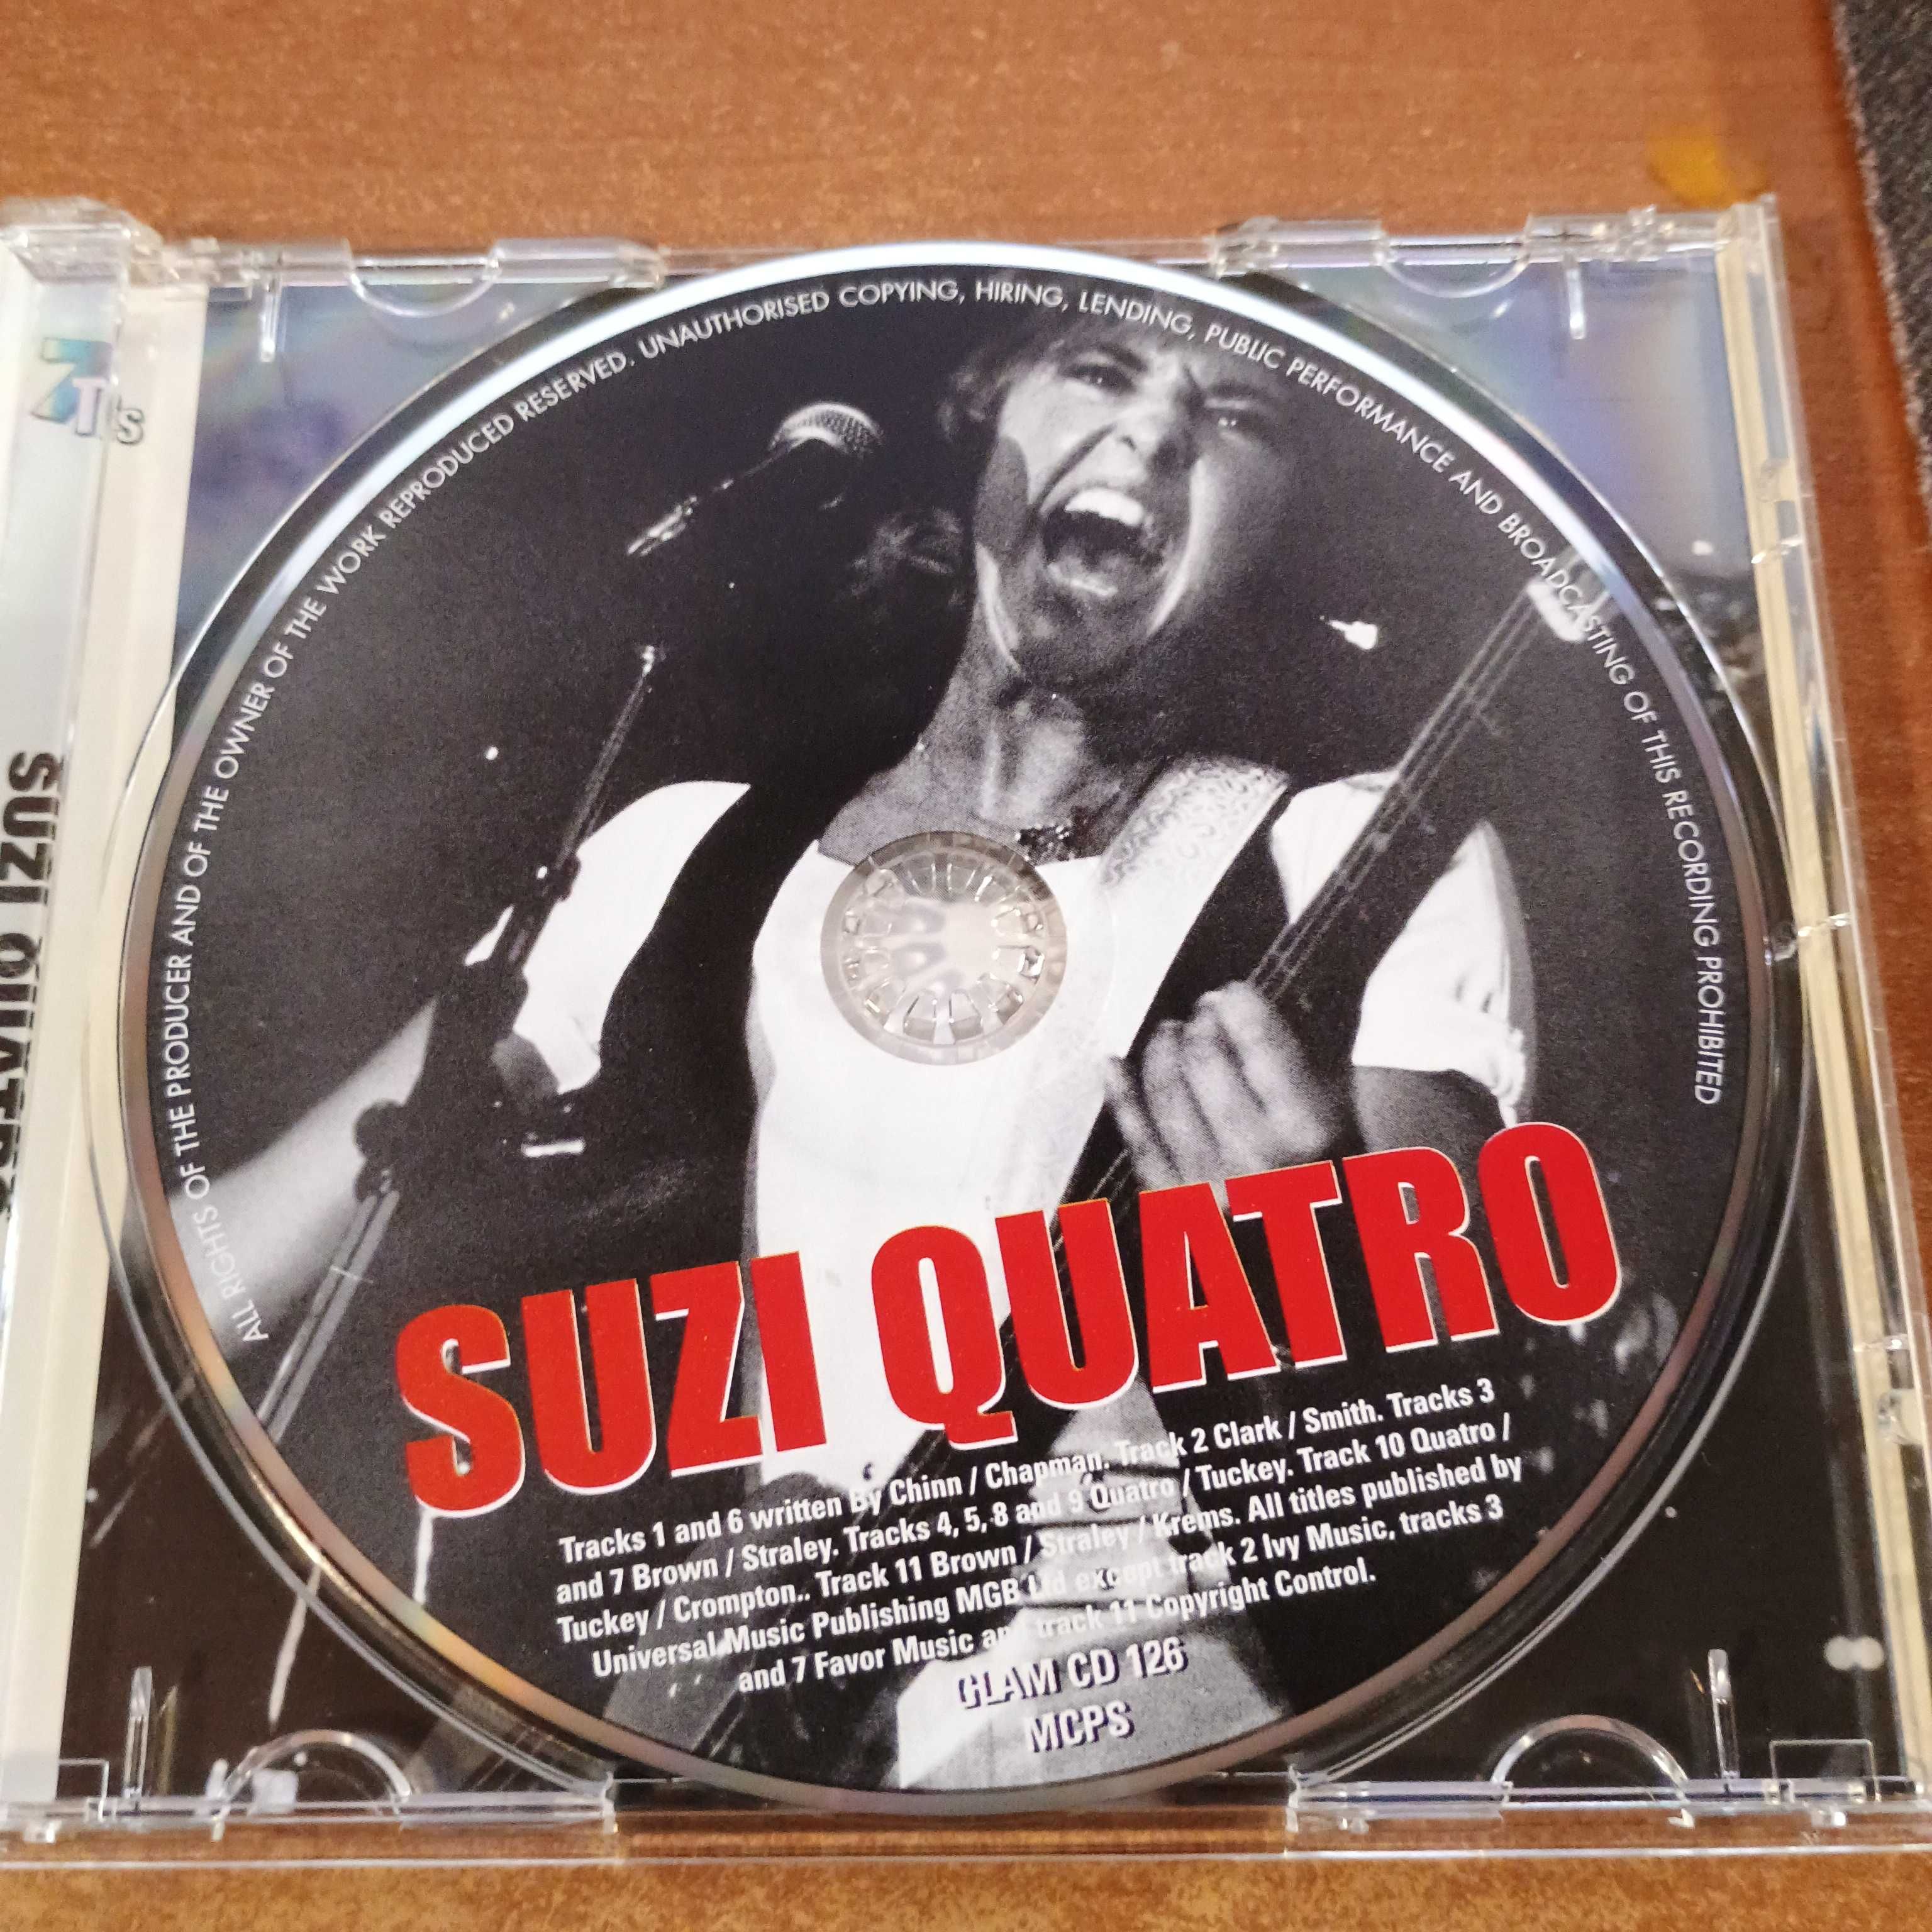 ALL RIGHTS OF THE PRODUCER AND OF THE OWNER OF THE WORK REPRODUCED RESERVED. UNAUTHORISED COPYING, HIRING, LENDING, PUBLIC PERFORMANCE AND BROADCASTING OF THIS RECORDING PROHIBITED
7T's
SUZI QUATRO
SUZI QUATRO
Tracks 1 and 6 written By Chinn / Chapman. Track 2 Clark / Smith. Tracks 3
and 7 Brown / Straley. Tracks 4, 5, 8 and 9 Quatro / Tuckey. Track 10 Quatro /
Tuckey / Crompton.. Track 11 Brown / Straley / Krems. All titles published by
Universal Music Publishing MGB Ltd except track 2 Ivy Music, tracks 3
and 7 Favor Music and track 11 Copyright Control.
GLAM CD 126
MCPS